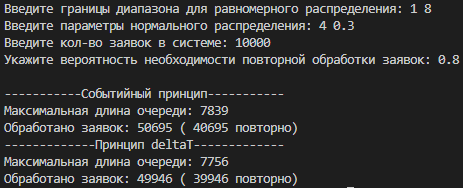 Введите границы диапазона для равномерного распределения: 1 8
Введите параметры нормального распределения: 4 0.3
Введите кол-во заявок в системе: 10000
Укажите вероятность необходимости повторной обработки заявок: 0.8
-----------Событийный принцип-----------
Максимальная длина очереди: 7839
Обработано заявок: 50695 ( 40695 повторно)
-------------Принцип deltaT-------------
Максимальная длина очереди: 7756
Обработано заявок: 49946 ( 39946 повторно)